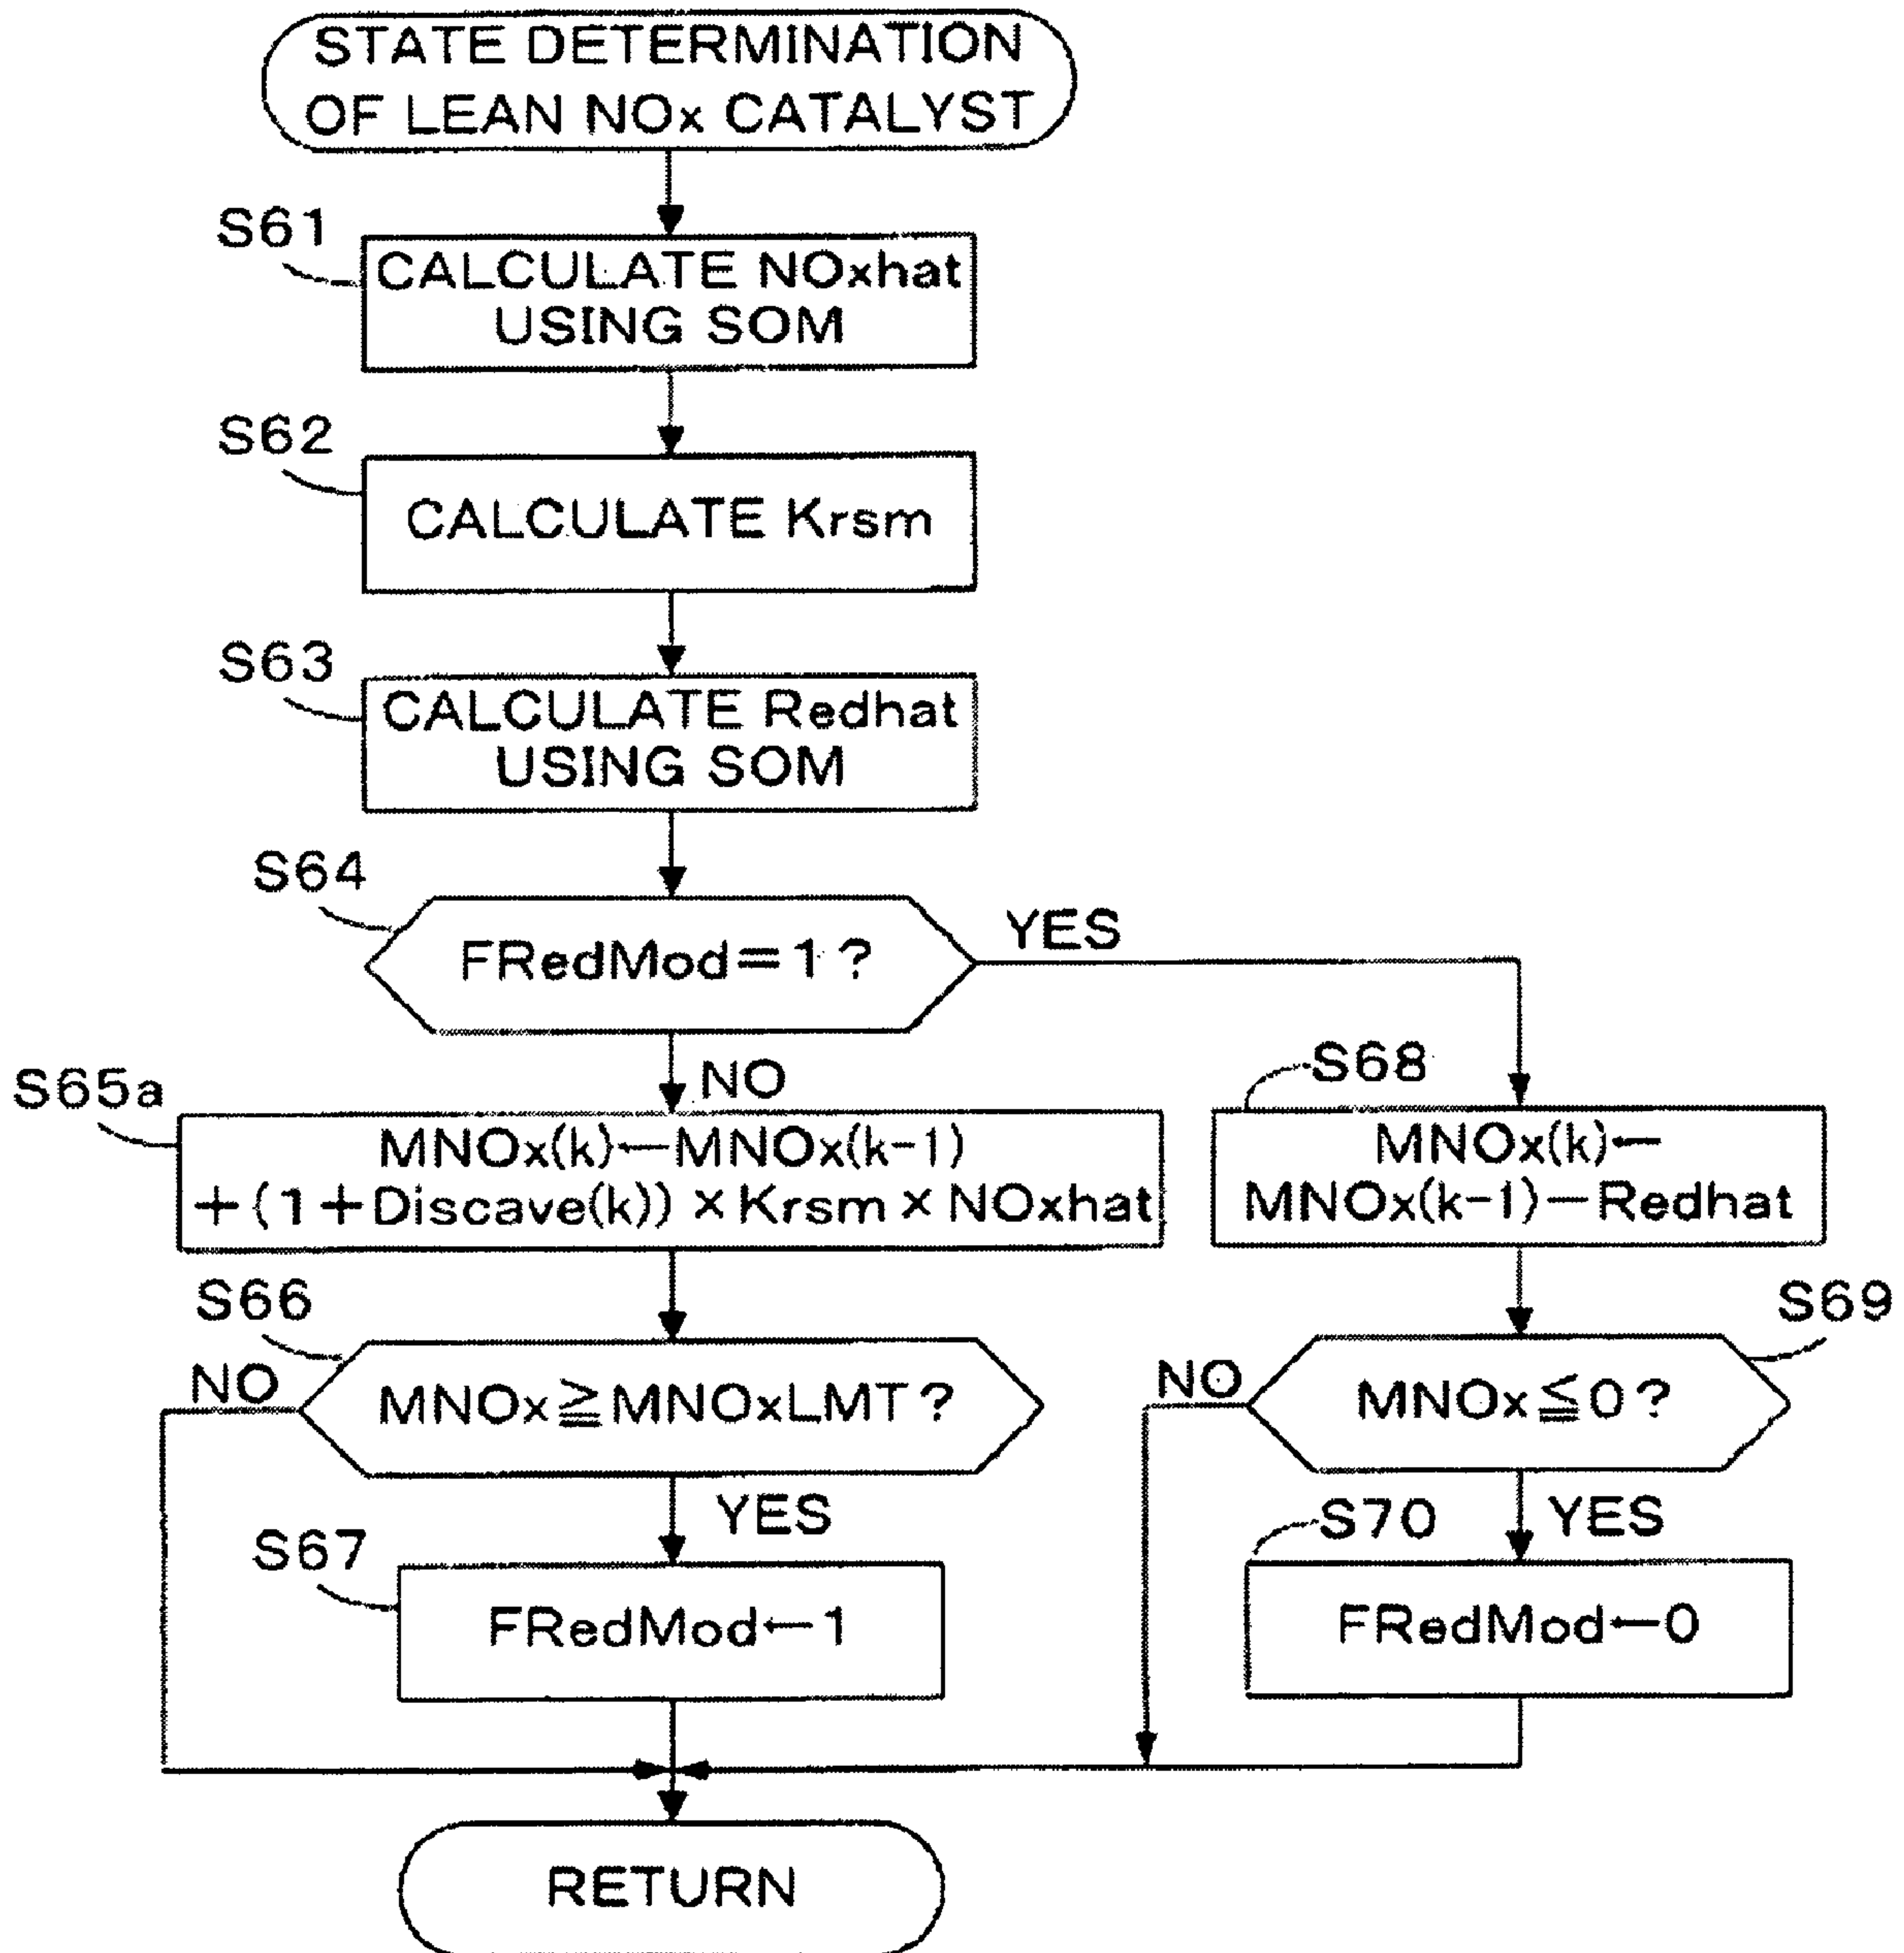 STATE DETERMINATION
OF LEAN NOx CATALYST
S61
CALCULATE NOxhat
USING SOM
S62
CALCULATE Krsm
S63
CALCULATE Redhat
USING SOM
S64
FRedMod=1?
YES
NO
S65a
MNOx(k)←MNOx(k-1)
+(1+Discave(k))×Krsm×NOxhat
S68
MNOx(k)←
MNOx(k-1)-Redhat
S66
NO
MNOx≧MNOxLMT?
YES
S69
NO
MNOx≦0?
YES
S67
FRedMod←1
S70
FRedMod←0
RETURN